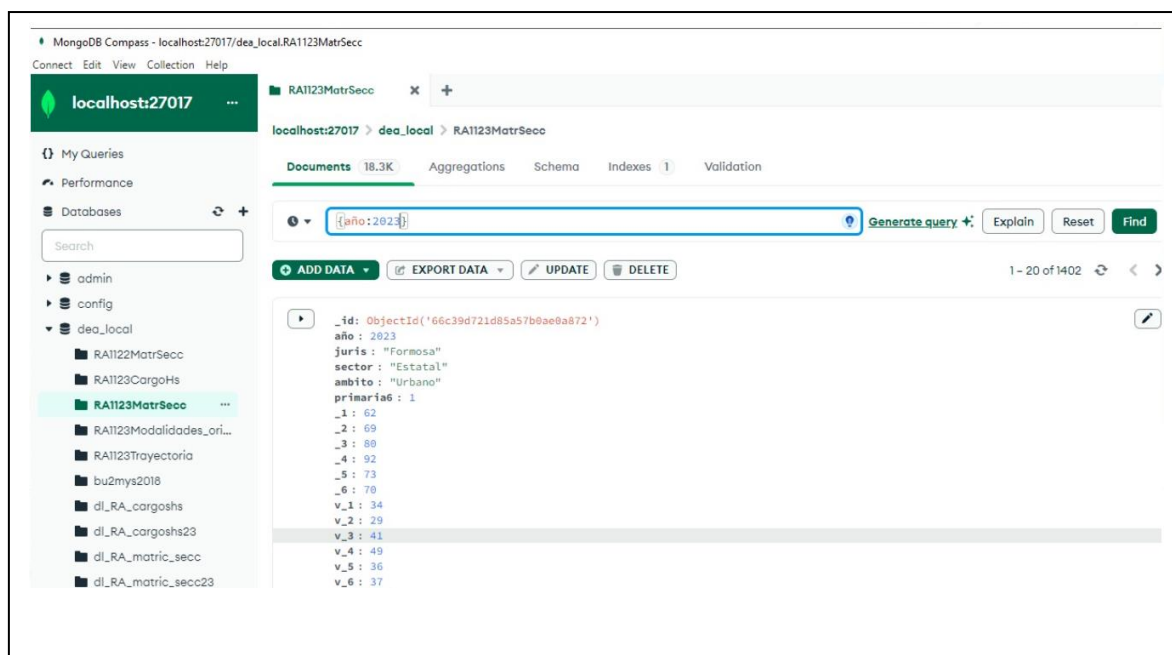 MongoDB Compass - localhost:27017/dea_local.RA1123MatrSecc
Connect Edit View Collection Help
localhost:27017 ...
{} My Queries
Performance
Databases
Search
admin
config
dea_local
RA1122MatrSecc
RA1123CargoHs
RA1123MatrSecc ...
RA1123Modalidades_ori...
RA1123Trayectoria
bu2mys2018
dl_RA_cargoshs
dl_RA_cargoshs23
dl_RA_matric_secc
dl_RA_matric_secc23
RA1123MatrSecc × +
localhost:27017 > dea_local > RA1123MatrSecc
Documents 18.3K Aggregations Schema Indexes 1 Validation
{año:2023} Generate query Explain Reset Find
ADD DATA EXPORT DATA UPDATE DELETE 1 – 20 of 1402
_id: ObjectId('66c39d721d85a57b0ae0a872')
año : 2023
juris : "Formosa"
sector : "Estatal"
ambito : "Urbano"
primaria6 : 1
_1 : 62
_2 : 69
_3 : 80
_4 : 92
_5 : 73
_6 : 70
v_1 : 34
v_2 : 29
v_3 : 41
v_4 : 49
v_5 : 36
v_6 : 37